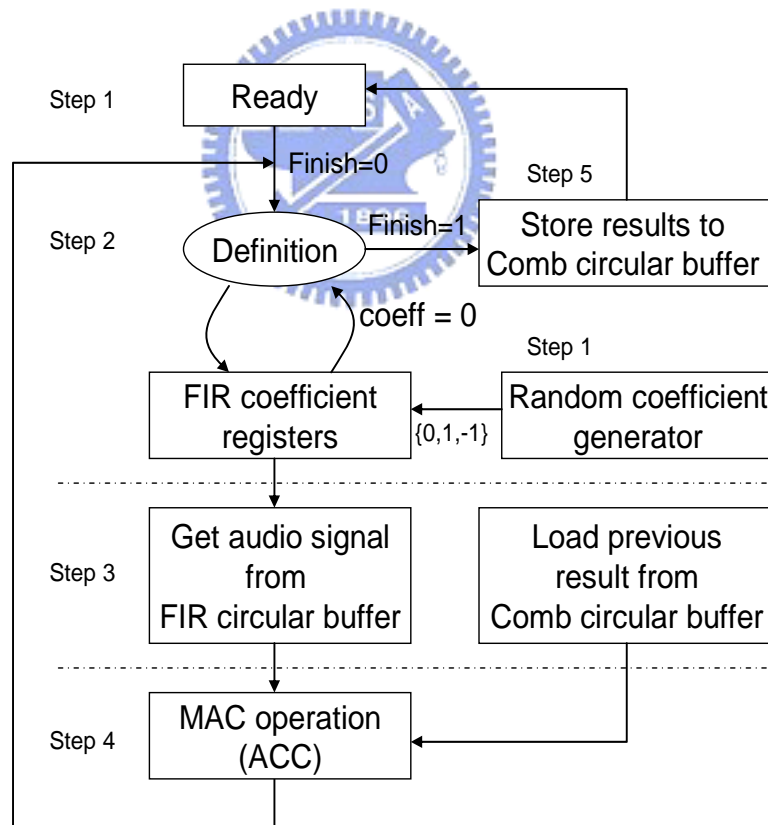 Step 1
Ready
Finish=0
Step 5
Step 2
Definition
Finish=1
Store results to
Comb circular buffer
coeff = 0
Step 1
FIR coefficient
registers
{0,1,-1}
Random coefficient
generator
Step 3
Get audio signal
from
FIR circular buffer
Load previous
result from
Comb circular buffer
Step 4
MAC operation
(ACC)
1896